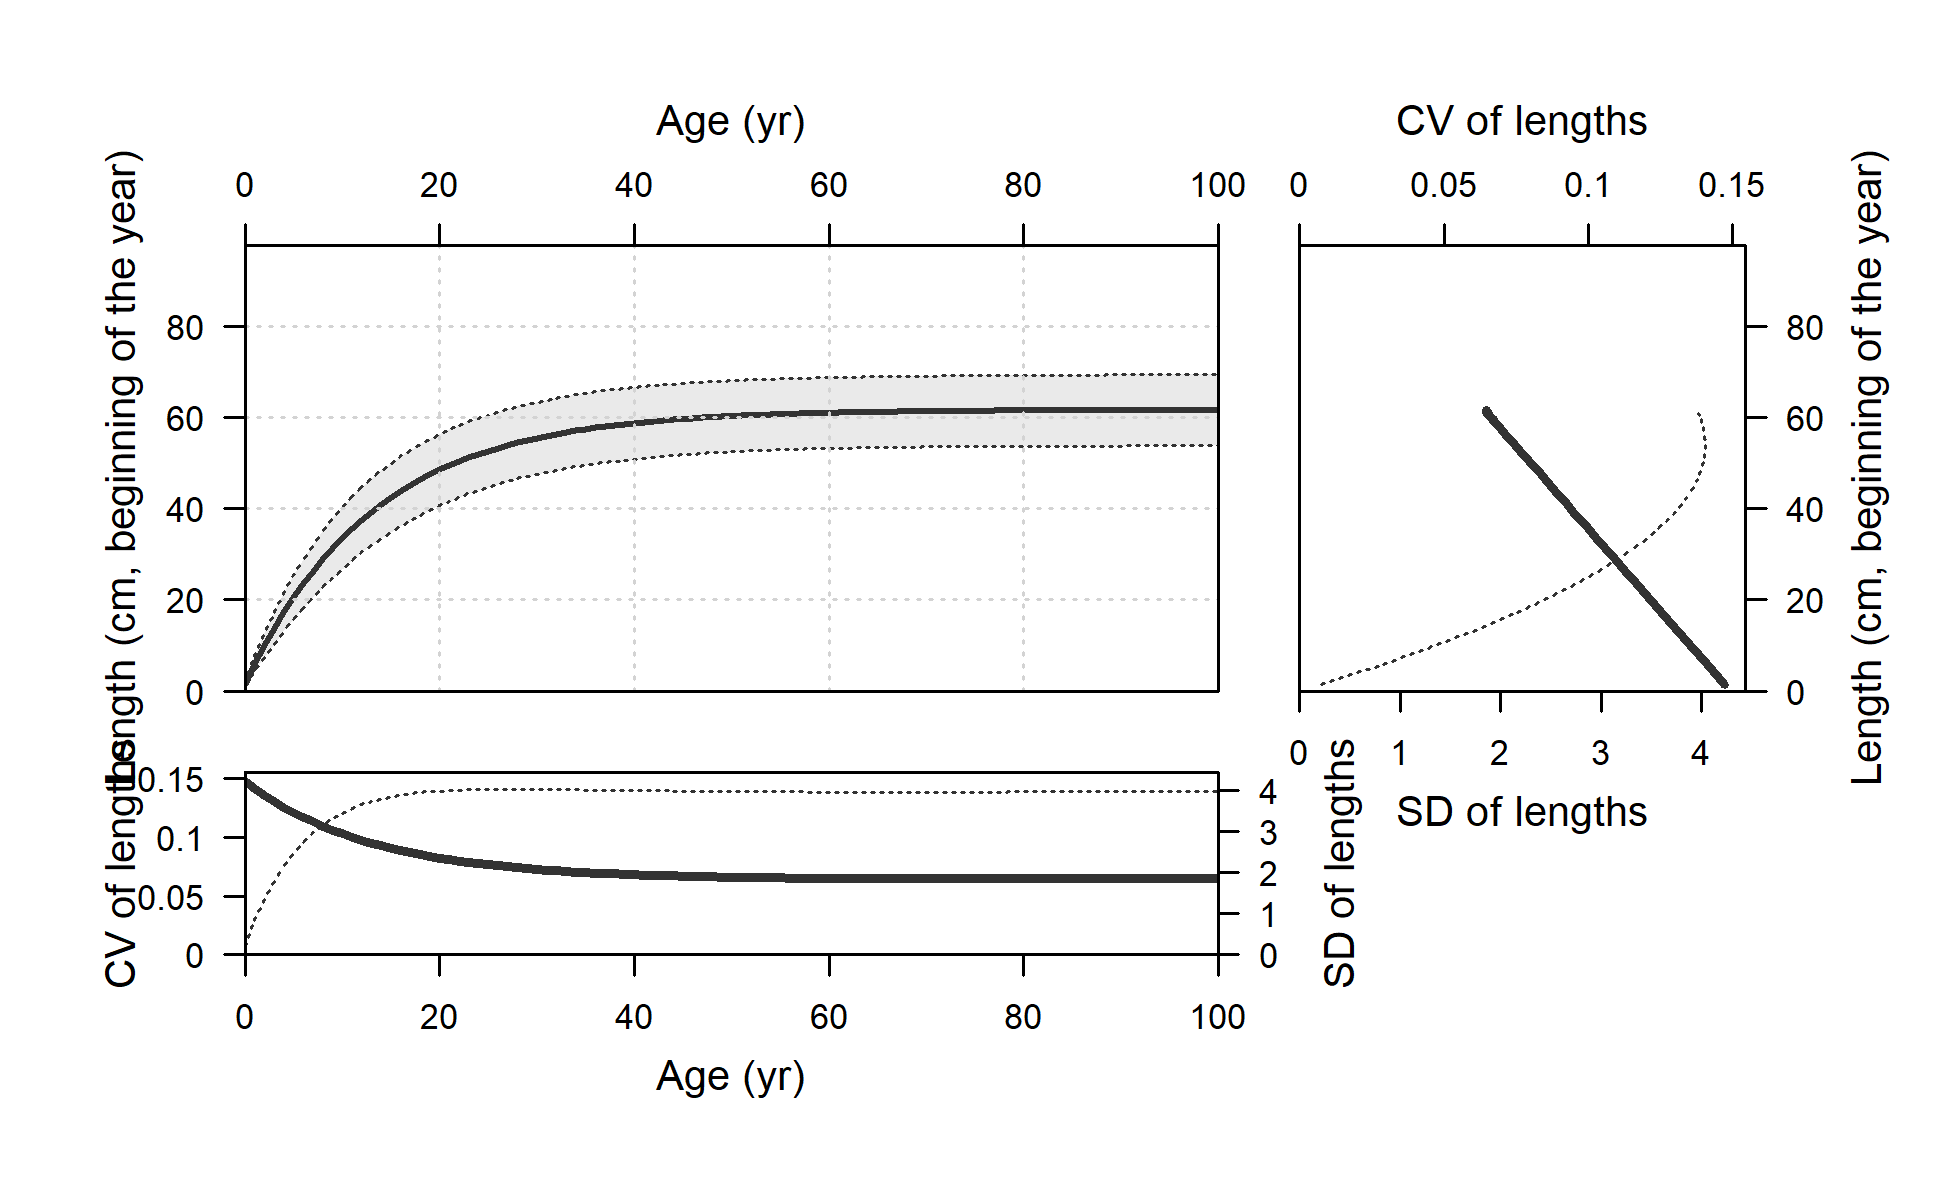 Age (yr)
CV of lengths
0 20 40 60 80 100
0 0.05 0.1 0.15
Length (cm, beginning of the year)
80
60
40
20
0
80
60
40
20
0
Length (cm, beginning of the year)
0 1 2 3 4
SD of lengths
CV of lengths
0.15
0.1
0.05
0
4
3
2
1
0
SD of lengths
0 20 40 60 80 100
Age (yr)